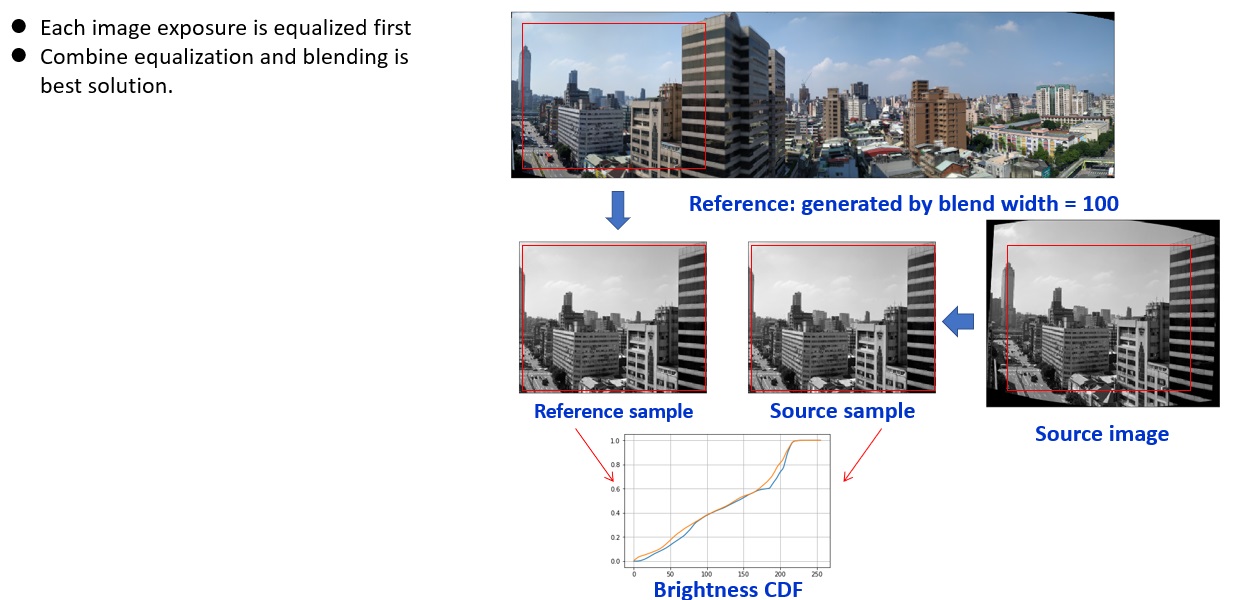 ● Each image exposure is equalized first
● Combine equalization and blending is
best solution.
Reference: generated by blend width = 100
Reference sample
Source sample
Source image
1.0
0.8
0.6
0.4
0.2
0.0
0 50 100 150 200 250
Brightness CDF